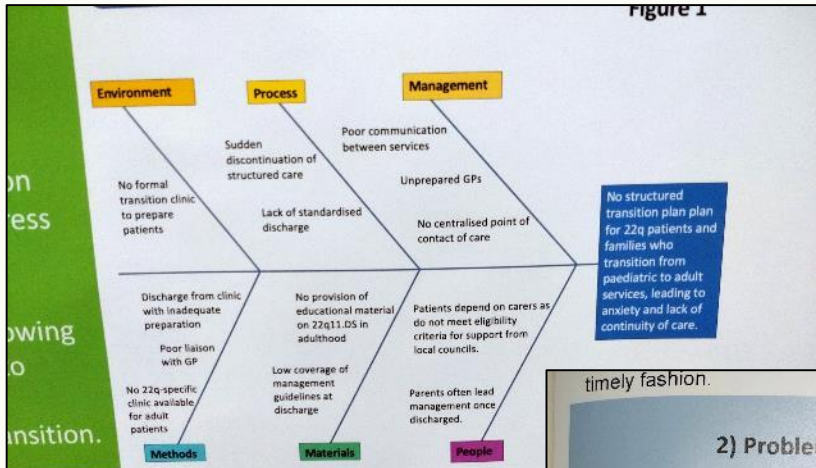 Figure 1
Environment
Process
Management
No formal
transition clinic
to prepare
patients
Sudden
discontinuation of
structured care
Lack of standardised
discharge
Poor communication
between services
Unprepared GPs
No centralised point of
contact of care
No structured
transition plan plan
for 22q patients and
families who
transition from
paediatric to adult
services, leading to
anxiety and lack of
continuity of care.
Discharge from clinic
with inadequate
preparation
Poor liaison
with GP
No 22q-specific
clinic available
for adult
patients
No provision of
educational material
on 22q11.DS in
adulthood
Low coverage of
management
guidelines at
discharge
Patients depend on carers as
do not meet eligibility
criteria for support from
local councils.
Parents often lead
management once
discharged.
Methods
Materials
People
timely fashion.
2)